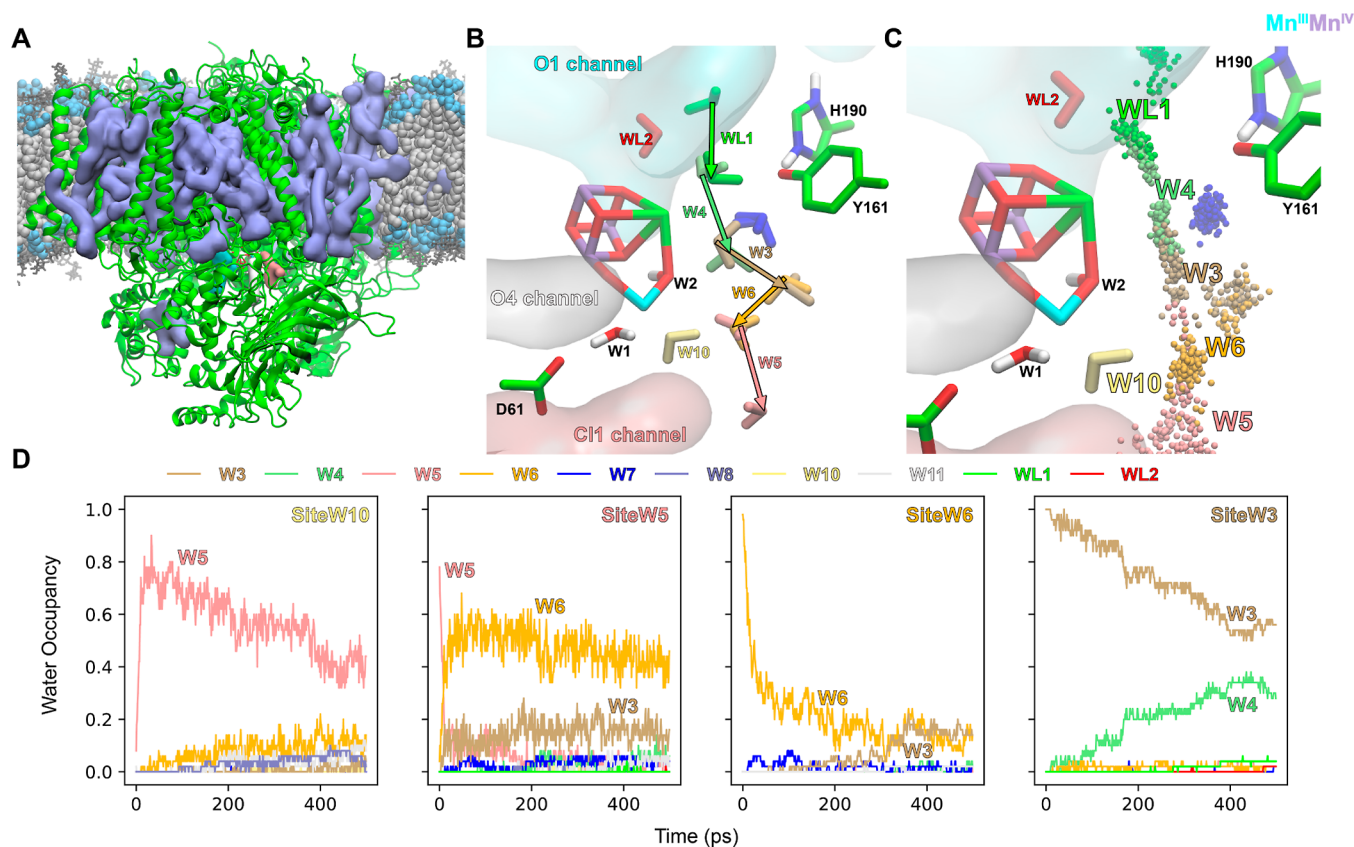 A
B
C
Mn^III Mn^IV
O1 channel
WL2
WL1
H190
W4
Y161
W3
W2
O4 channel
W6
W1
W10
W5
D61
Cl1 channel
H190
WL2
WL1
W4
Y161
W3
W2
W6
W1
W10
W5
D
W3 W4 W5 W6 W7 W8 W10 W11 WL1 WL2
Water Occupancy
1.0
0.8
0.6
0.4
0.2
0.0
SiteW10
W5
0 200 400
SiteW5
W5
W6
W3
0 200 400
SiteW6
W6
W3
0 200 400
SiteW3
W3
W4
0 200 400
Time (ps)